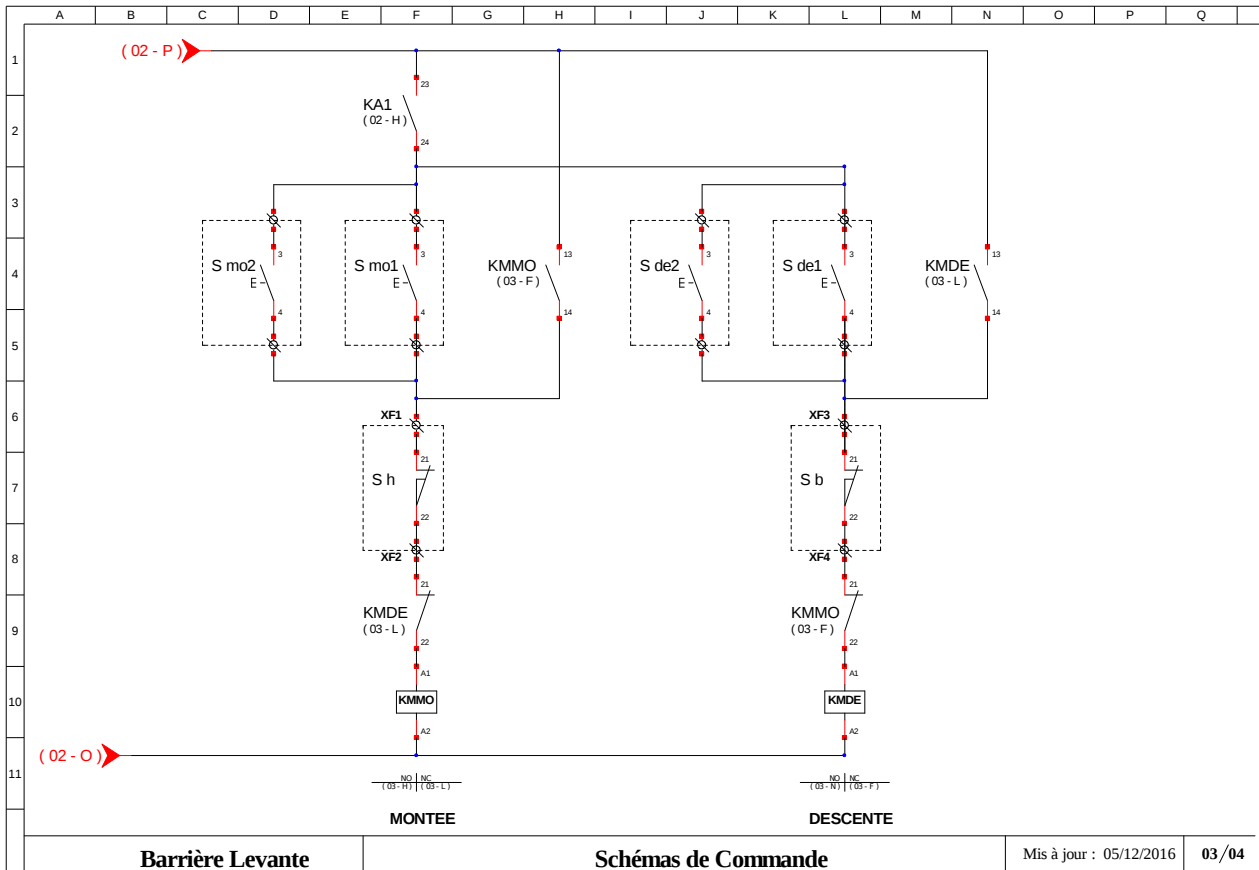 A B C D E F G H I J K L M N O P Q
1
( 02 - P )
23
KA1
( 02 - H )
2
24
3
3 3 13 3 3 13
S mo2 S mo1 KMMO S de2 S de1 KMDE
( 03 - F ) ( 03 - L )
4
E E E E
4 4 14 4 4 14
5
6
XF1 XF3
21 21
S h S b
7
22 22
8
XF2 XF4
21 21
KMDE KMMO
( 03 - L ) ( 03 - F )
9
22 22
A1 A1
10
KMMO KMDE
A2 A2
( 02 - O )
11
NO NC NO NC
( 03 - H ) ( 03 - L ) ( 03 - N ) ( 03 - F )
MONTEE DESCENTE
Barrière Levante Schémas de Commande Mis à jour : 05/12/2016 03/04